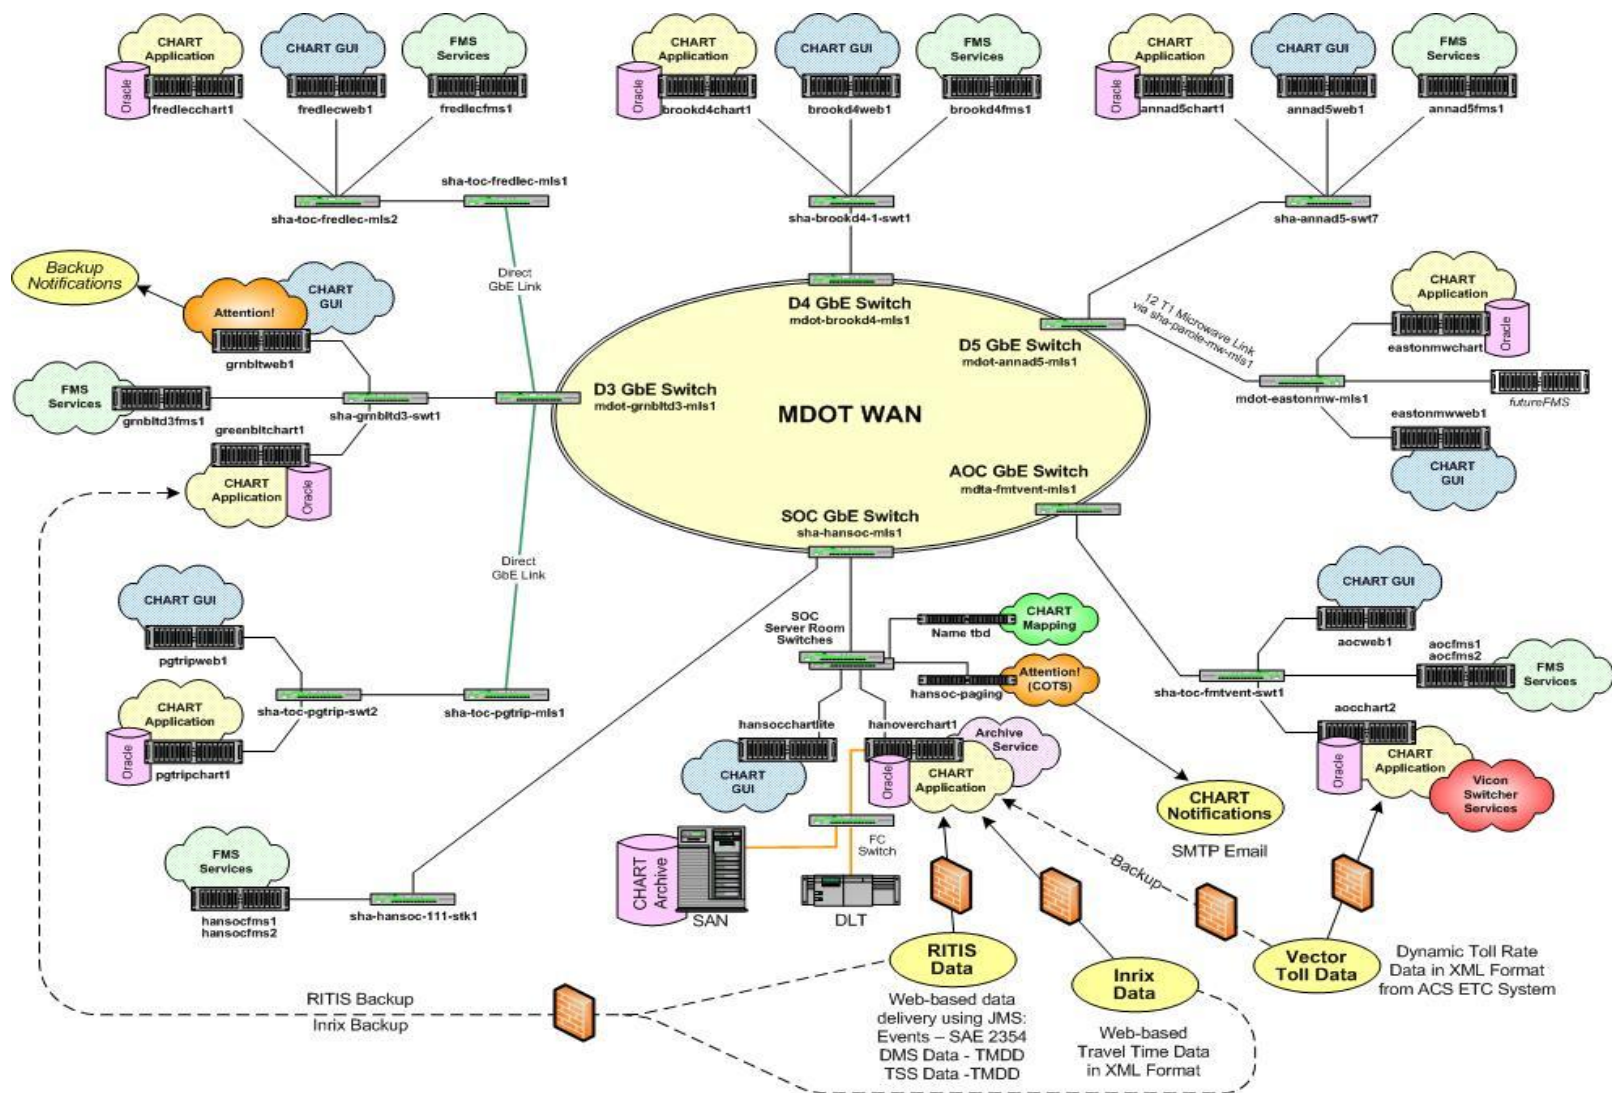 CHART
Application
Oracle
fredlecchart1
CHART GUI
fredlecweb1
FMS
Services
fredlecfms1
CHART
Application
Oracle
brookd4chart1
CHART GUI
brookd4web1
FMS
Services
brookd4fms1
CHART
Application
Oracle
annad5chart1
CHART GUI
annad5web1
FMS
Services
annad5fms1
sha-toc-fredlec-mls1
sha-toc-fredlec-mls2
sha-brookd4-1-swt1
sha-annad5-swt7
Backup
Notifications
Attention!
CHART
GUI
grnbltweb1
Direct
GbE Link
D4 GbE Switch
mdot-brookd4-mls1
D5 GbE Switch
mdot-annad5-mls1
12 T1 Microwave Link
via sha-parole-mw-mls1
CHART
Application
Oracle
eastonmwchart
mdot-eastonmw-mls1
futureFMS
eastonmwweb1
CHART
GUI
FMS
Services
grnbltd3fms1
sha-grnbltd3-swt1
D3 GbE Switch
mdot-grnbltd3-mls1
MDOT WAN
greenbltchart1
CHART
Application
Oracle
AOC GbE Switch
mdta-fmtvent-mls1
SOC GbE Switch
sha-hansoc-mls1
Direct
GbE Link
CHART GUI
pgtripweb1
CHART
Application
Oracle
pgtripchart1
sha-toc-pgtrip-swt2
sha-toc-pgtrip-mls1
SOC
Server Room
Switches
Name tbd
CHART
Mapping
hansoc-paging
Attention!
(COTS)
CHART GUI
aocweb1
aocfms1
aocfms2
FMS
Services
sha-toc-fmtvent-swt1
aocchart2
Oracle
CHART
Application
Vicon
Switcher
Services
hansocchartlite
CHART
GUI
hanoverchart1
Archive
Service
Oracle
CHART
Application
CHART
Notifications
SMTP Email
FC
Switch
CHART
Archive
SAN
DLT
FMS
Services
hansocfms1
hansocfms2
sha-hansoc-111-stk1
Backup
RITIS
Data
Web-based data
delivery using JMS:
Events – SAE 2354
DMS Data - TMDD
TSS Data -TMDD
Inrix
Data
Web-based
Travel Time Data
in XML Format
Vector
Toll Data
Dynamic Toll Rate
Data in XML Format
from ACS ETC System
RITIS Backup
Inrix Backup